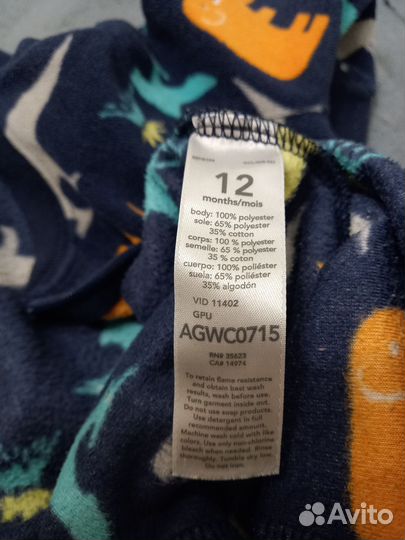 12
months/mois
body: 100% polyester
sole: 65% polyester
35% cotton
corps: 100% polyester
semelle: 65% polyester
35 % coton
cuerpo: 100% poliéster
suela: 65% poliéster
35% algodón
VID 11402
GPU
AGWC0715
RN# 35623
CA# 14974
To retain flame resistance
and obtain best wash
results, wash before use.
Turn garment inside out.
Do not use soap products.
Use detergent in full
recommended amount.
Machine wash cold with like
colors. Use only non-chlorine
bleach when needed. Rinse
thoroughly. Tumble dry low.
Do not iron.
Avito